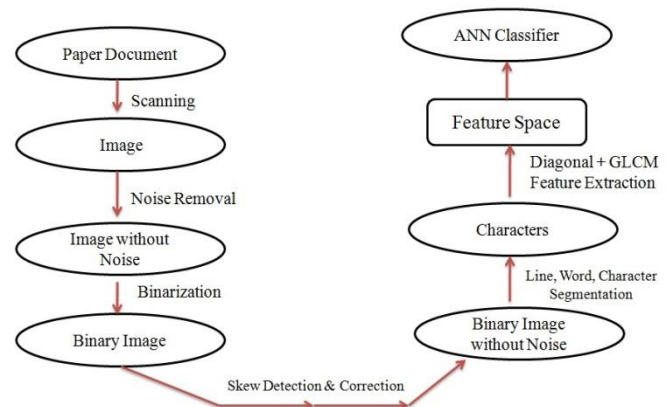 Paper Document
Scanning
Image
Noise Removal
Image without
Noise
Binarization
Binary Image
Skew Detection & Correction
Binary Image
without Noise
Line, Word, Character
Segmentation
Characters
Diagonal + GLCM
Feature Extraction
Feature Space
ANN Classifier